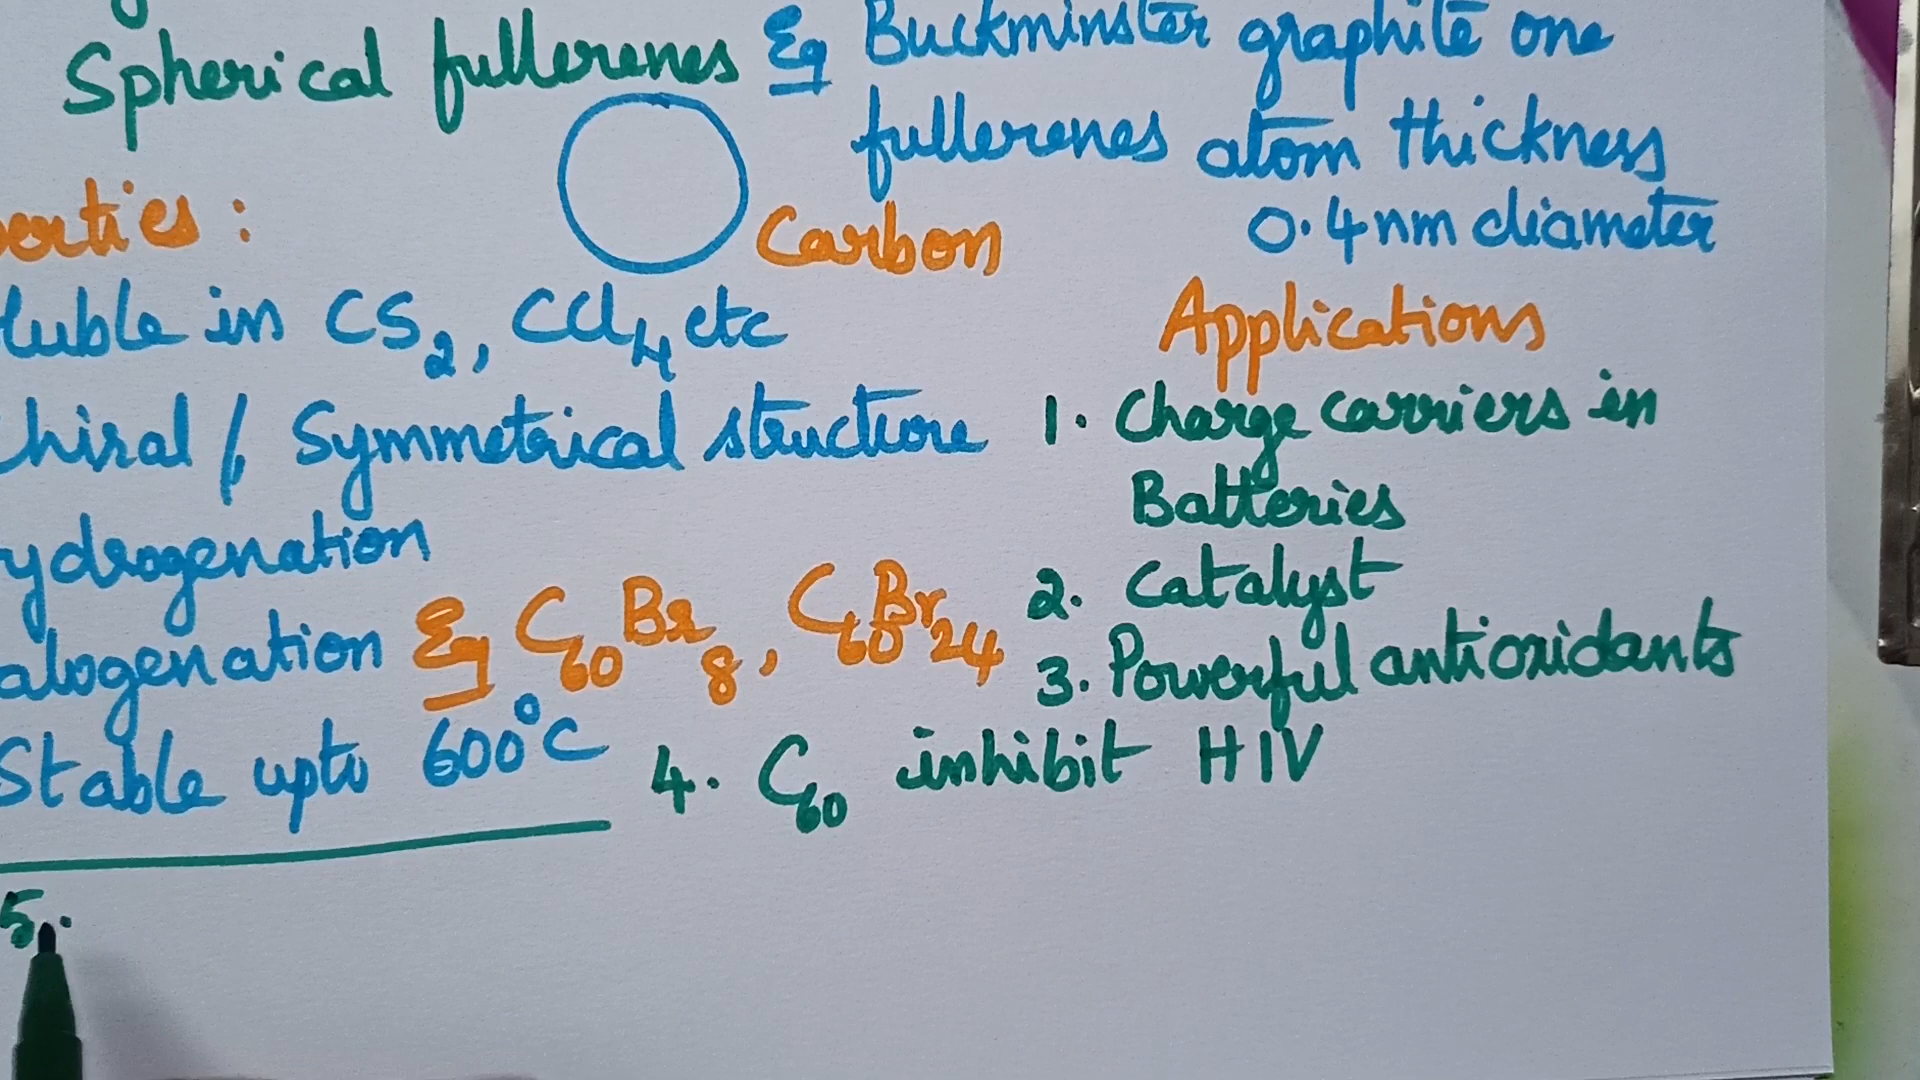 Spherical fullerenes Eg Buckminster graphite one
fullerenes atom thickness
0.4nm diameter
erties :
Carbon
luble in CS2, CCl4 etc
Applications
hiral / Symmetrical structure
1. Charge carriers in
Batteries
ydrogenation
2. Catalyst
alogenation Eg C60Br8, C60Br24
3. Powerful antioxidants
Stable upto 600°C
4. C60 inhibit HIV
5.